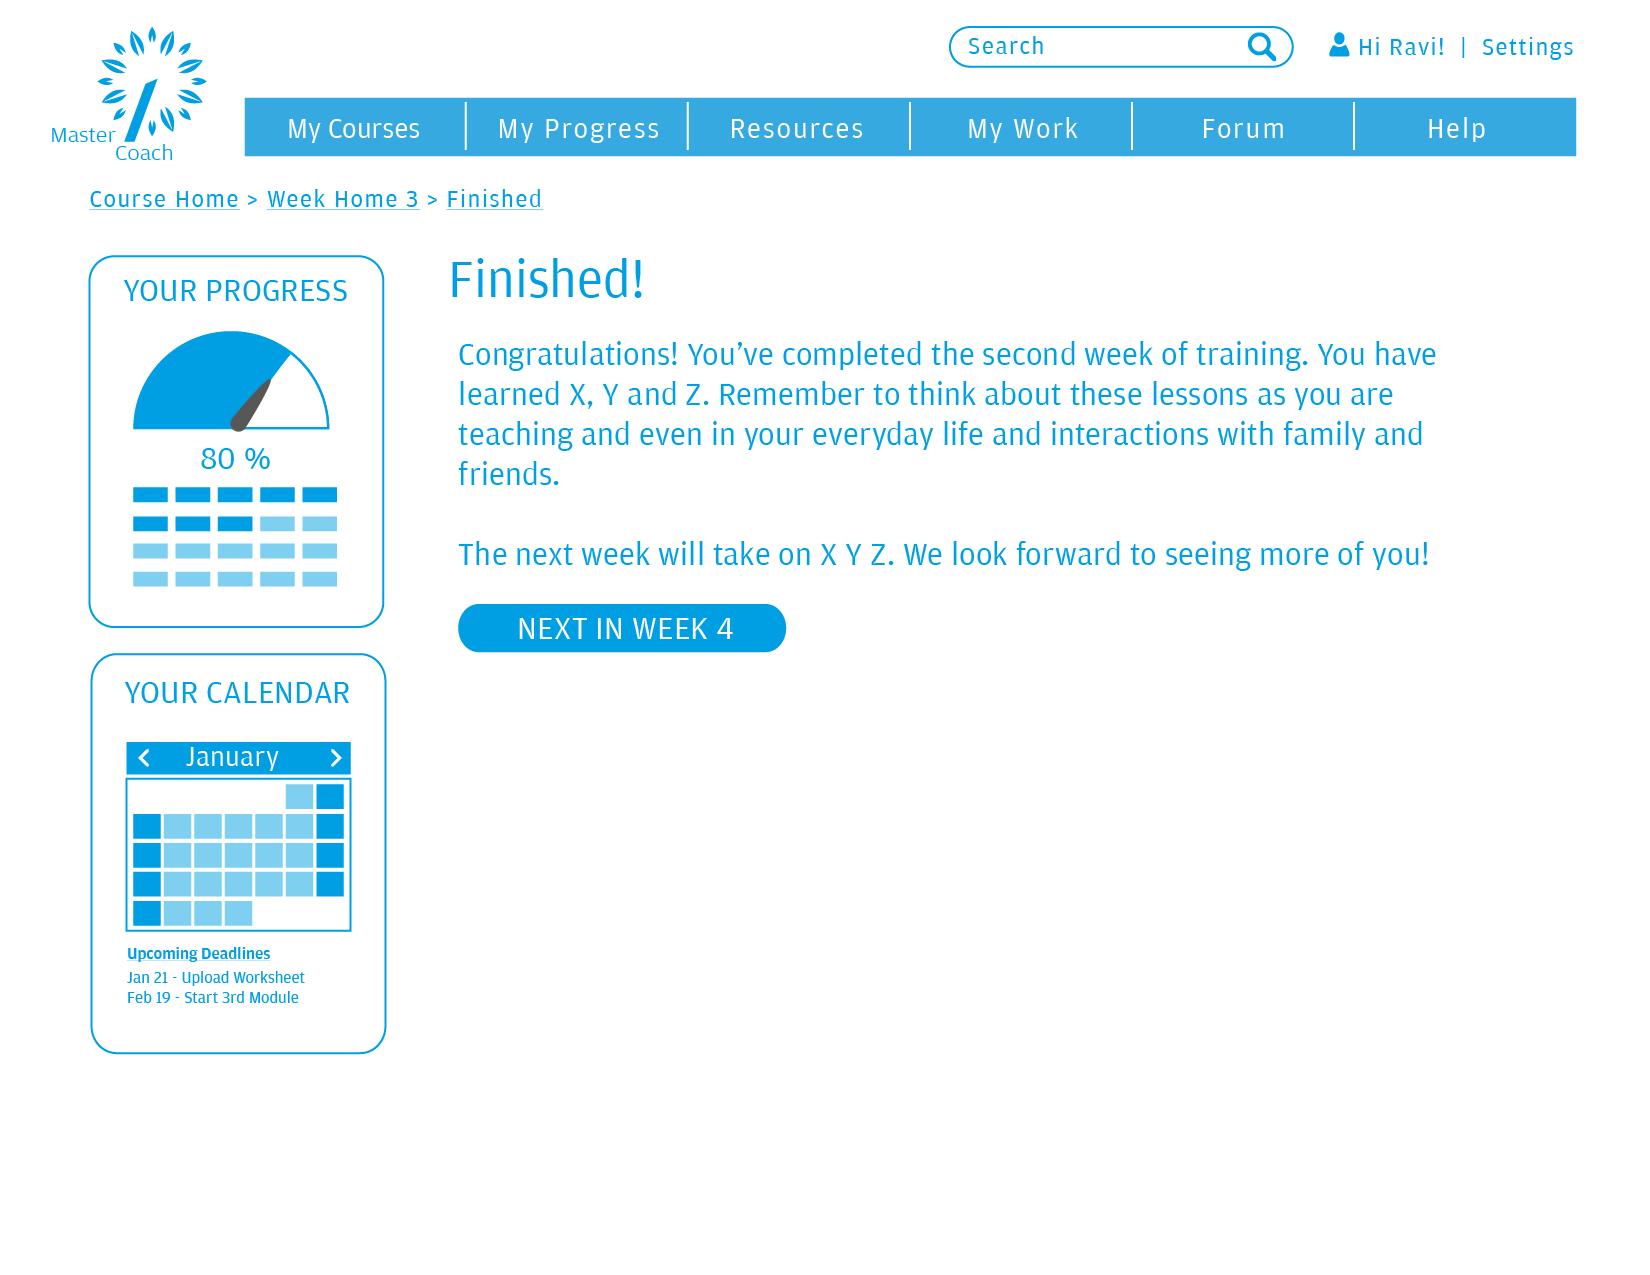 Master
Coach
Search
Hi Ravi! | Settings
My Courses
My Progress
Resources
My Work
Forum
Help
Course Home > Week Home 3 > Finished
YOUR PROGRESS
80 %
YOUR CALENDAR
January
Upcoming Deadlines
Jan 21 - Upload Worksheet
Feb 19 - Start 3rd Module
Finished!
Congratulations! You’ve completed the second week of training. You have
learned X, Y and Z. Remember to think about these lessons as you are
teaching and even in your everyday life and interactions with family and
friends.
The next week will take on X Y Z. We look forward to seeing more of you!
NEXT IN WEEK 4